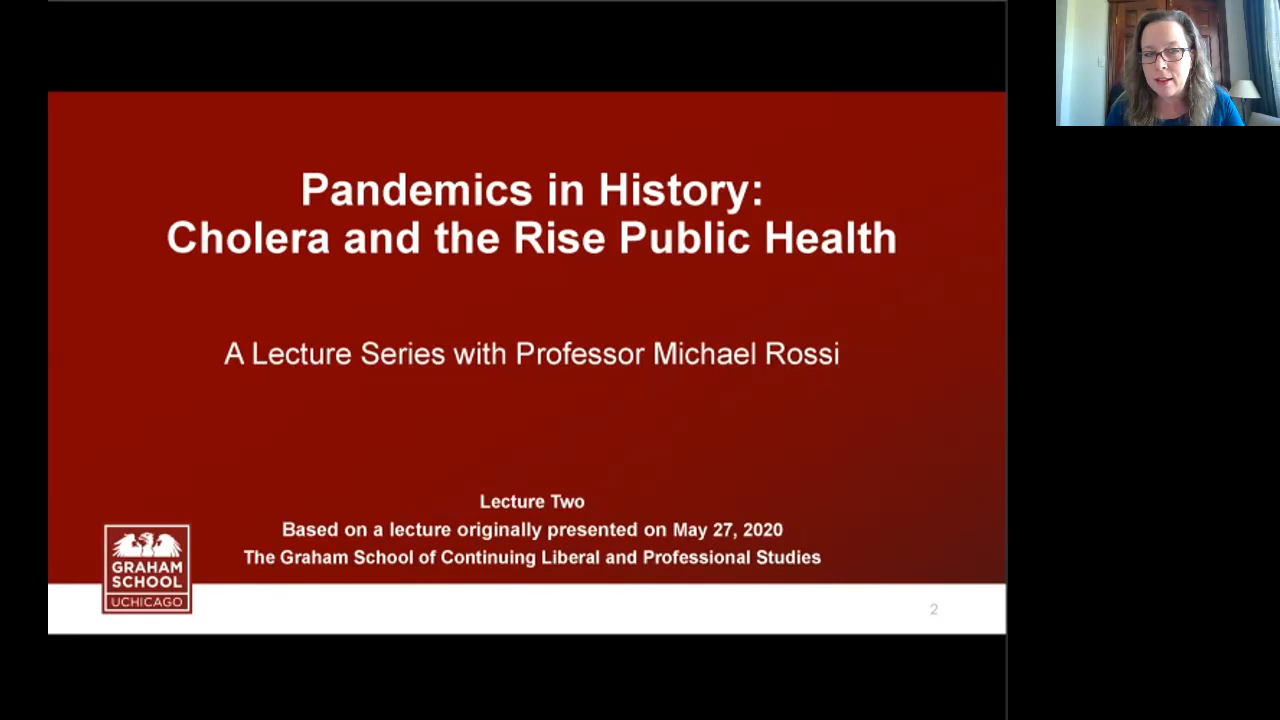 Pandemics in History:
Cholera and the Rise Public Health
A Lecture Series with Professor Michael Rossi
Lecture Two
Based on a lecture originally presented on May 27, 2020
The Graham School of Continuing Liberal and Professional Studies
GRAHAM
SCHOOL
UCHICAGO
2